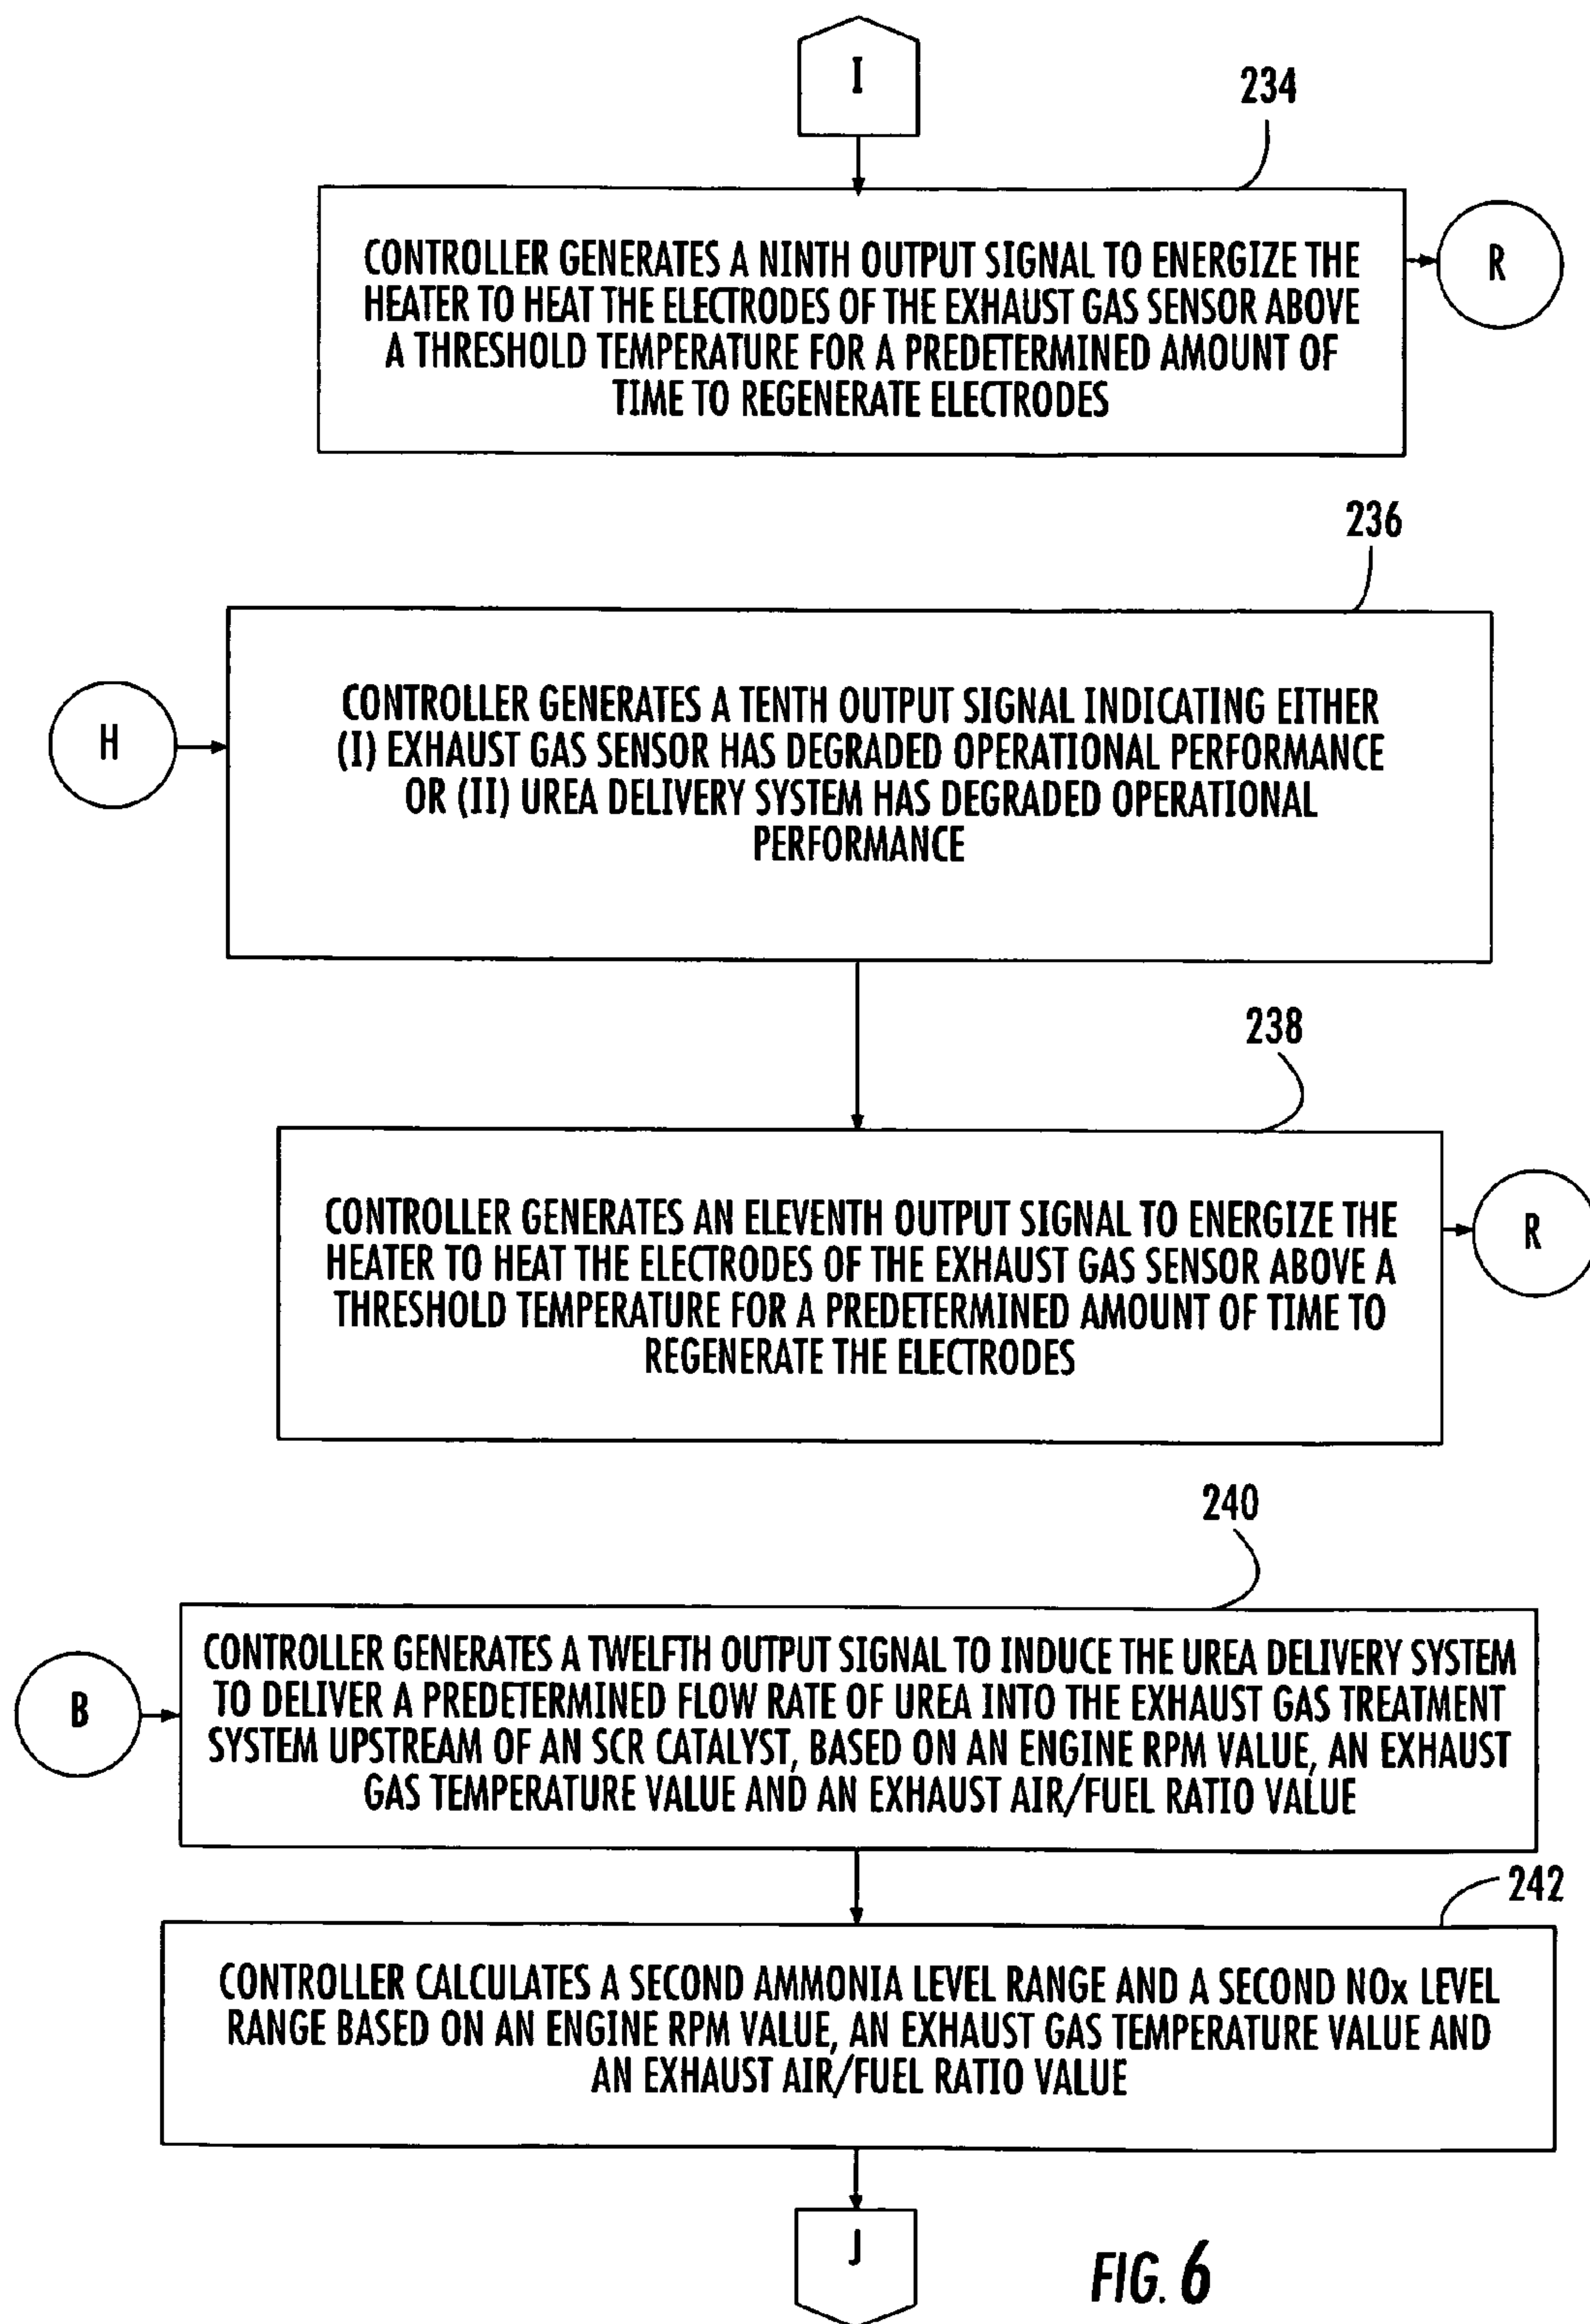 I
234
CONTROLLER GENERATES A NINTH OUTPUT SIGNAL TO ENERGIZE THE
HEATER TO HEAT THE ELECTRODES OF THE EXHAUST GAS SENSOR ABOVE
A THRESHOLD TEMPERATURE FOR A PREDETERMINED AMOUNT OF
TIME TO REGENERATE ELECTRODES
R
236
H
CONTROLLER GENERATES A TENTH OUTPUT SIGNAL INDICATING EITHER
(I) EXHAUST GAS SENSOR HAS DEGRADED OPERATIONAL PERFORMANCE
OR (II) UREA DELIVERY SYSTEM HAS DEGRADED OPERATIONAL
PERFORMANCE
238
CONTROLLER GENERATES AN ELEVENTH OUTPUT SIGNAL TO ENERGIZE THE
HEATER TO HEAT THE ELECTRODES OF THE EXHAUST GAS SENSOR ABOVE A
THRESHOLD TEMPERATURE FOR A PREDETERMINED AMOUNT OF TIME TO
REGENERATE THE ELECTRODES
R
240
B
CONTROLLER GENERATES A TWELFTH OUTPUT SIGNAL TO INDUCE THE UREA DELIVERY SYSTEM
TO DELIVER A PREDETERMINED FLOW RATE OF UREA INTO THE EXHAUST GAS TREATMENT
SYSTEM UPSTREAM OF AN SCR CATALYST, BASED ON AN ENGINE RPM VALUE, AN EXHAUST
GAS TEMPERATURE VALUE AND AN EXHAUST AIR/FUEL RATIO VALUE
242
CONTROLLER CALCULATES A SECOND AMMONIA LEVEL RANGE AND A SECOND NOx LEVEL
RANGE BASED ON AN ENGINE RPM VALUE, AN EXHAUST GAS TEMPERATURE VALUE AND
AN EXHAUST AIR/FUEL RATIO VALUE
J
FIG. 6